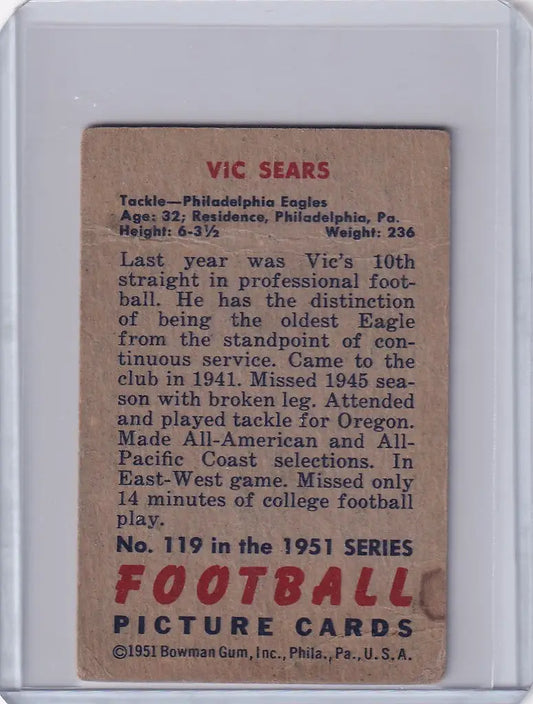 VIC SEARS
Tackle—Philadelphia Eagles
Age: 32; Residence, Philadelphia, Pa.
Height: 6-3½ Weight: 236
Last year was Vic's 10th
straight in professional foot-
ball. He has the distinction
of being the oldest Eagle
from the standpoint of con-
tinuous service. Came to the
club in 1941. Missed 1945 sea-
son with broken leg. Attended
and played tackle for Oregon.
Made All-American and All-
Pacific Coast selections. In
East-West game. Missed only
14 minutes of college football
play.
No. 119 in the 1951 SERIES
FOOTBALL
PICTURE CARDS
©1951 Bowman Gum, Inc., Phila., Pa., U.S.A.